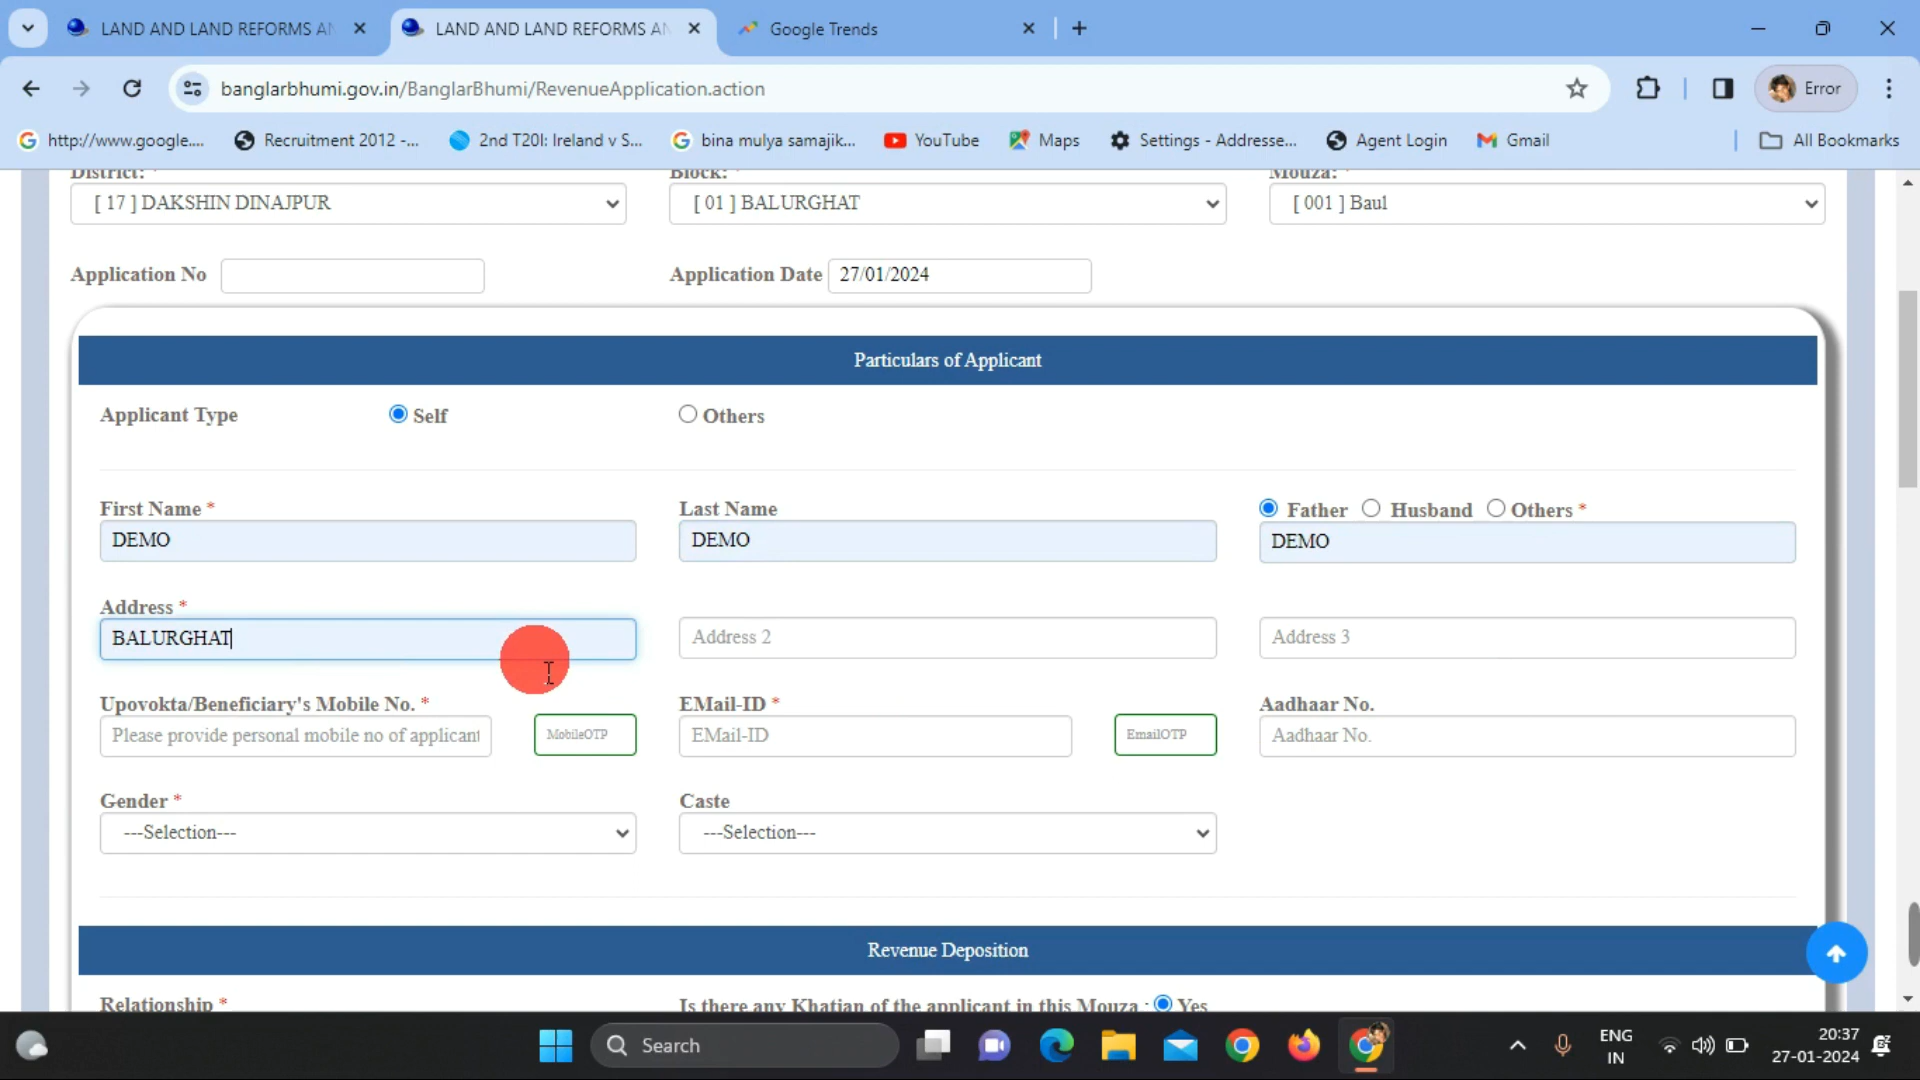 LAND AND LAND REFORMS AN
LAND AND LAND REFORMS AN
Google Trends
banglarbhumi.gov.in/BanglarBhumi/RevenueApplication.action
Error
http://www.google....
Recruitment 2012 -...
2nd T20I: Ireland v S...
bina mulya samajik...
YouTube
Maps
Settings - Addresse...
Agent Login
Gmail
All Bookmarks
District: *
Block: *
Mouza: *
[ 17 ] DAKSHIN DINAJPUR
[ 01 ] BALURGHAT
[ 001 ] Baul
Application No
Application Date 27/01/2024
Particulars of Applicant
Applicant Type Self Others
First Name * Last Name Father Husband Others *
DEMO DEMO DEMO
Address *
BALURGHAT Address 2 Address 3
Upovokta/Beneficiary's Mobile No. * EMail-ID * Aadhaar No.
Please provide personal mobile no of applicant MobileOTP EMail-ID EmailOTP Aadhaar No.
Gender * Caste
---Selection--- ---Selection---
Revenue Deposition
Relationship * Is there any Khatian of the applicant in this Mouza : Yes
Search
ENG
IN
20:37
27-01-2024